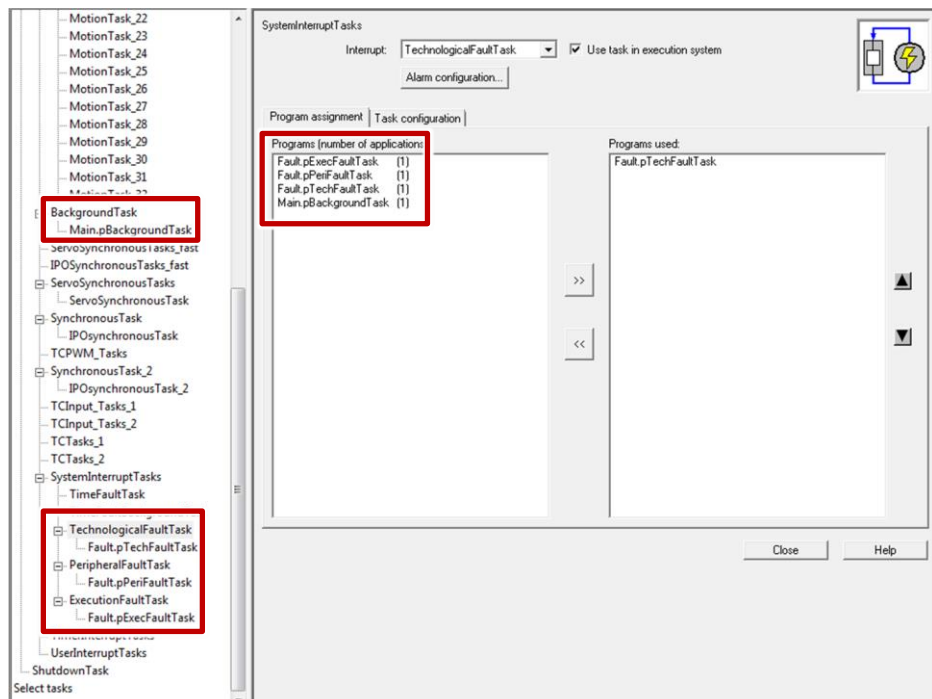 MotionTask_22
MotionTask_23
MotionTask_24
MotionTask_25
MotionTask_26
MotionTask_27
MotionTask_28
MotionTask_29
MotionTask_30
MotionTask_31
BackgroundTask
Main.pBackgroundTask
ServoSynchronousTasks_fast
IPOSynchronousTasks_fast
ServoSynchronousTasks
ServoSynchronousTask
SynchronousTask
IPOsynchronousTask
TCPWM_Tasks
SynchronousTask_2
IPOsynchronousTask_2
TCInput_Tasks_1
TCInput_Tasks_2
TCTasks_1
TCTasks_2
SystemInterruptTasks
TimeFaultTask
TechnologicalFaultTask
Fault.pTechFaultTask
PeripheralFaultTask
Fault.pPeriFaultTask
ExecutionFaultTask
Fault.pExecFaultTask
TimerInterruptTasks
UserInterruptTasks
ShutdownTask
Select tasks
SystemInterruptTasks
Interrupt: TechnologicalFaultTask Use task in execution system
Alarm configuration...
Program assignment Task configuration
Programs (number of applications
Fault.pExecFaultTask (1)
Fault.pPeriFaultTask (1)
Fault.pTechFaultTask (1)
Main.pBackgroundTask (1)
Programs used:
Fault.pTechFaultTask
>>
<<
Close Help